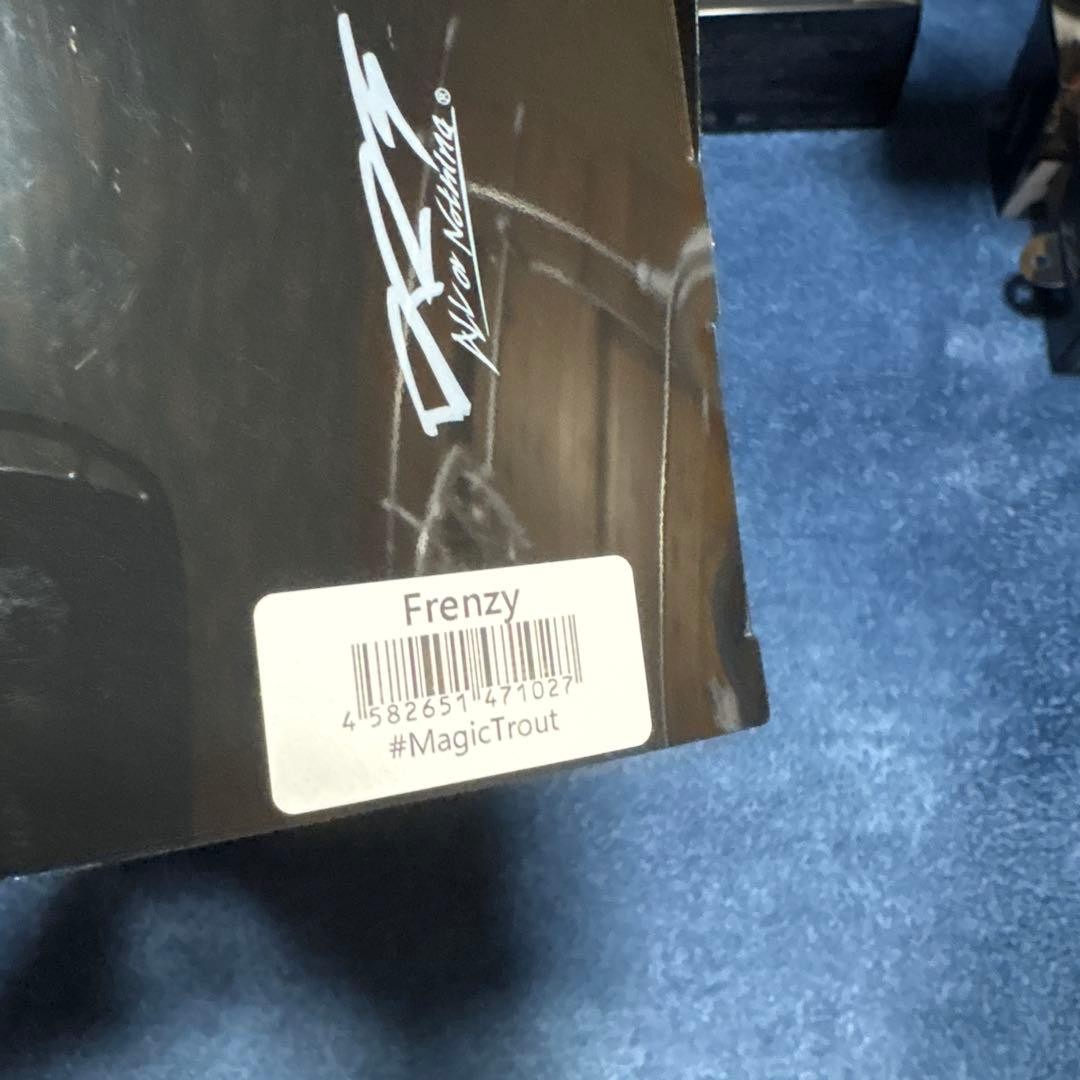 All or Nothing®
Frenzy
4 582651 471027
#MagicTrout